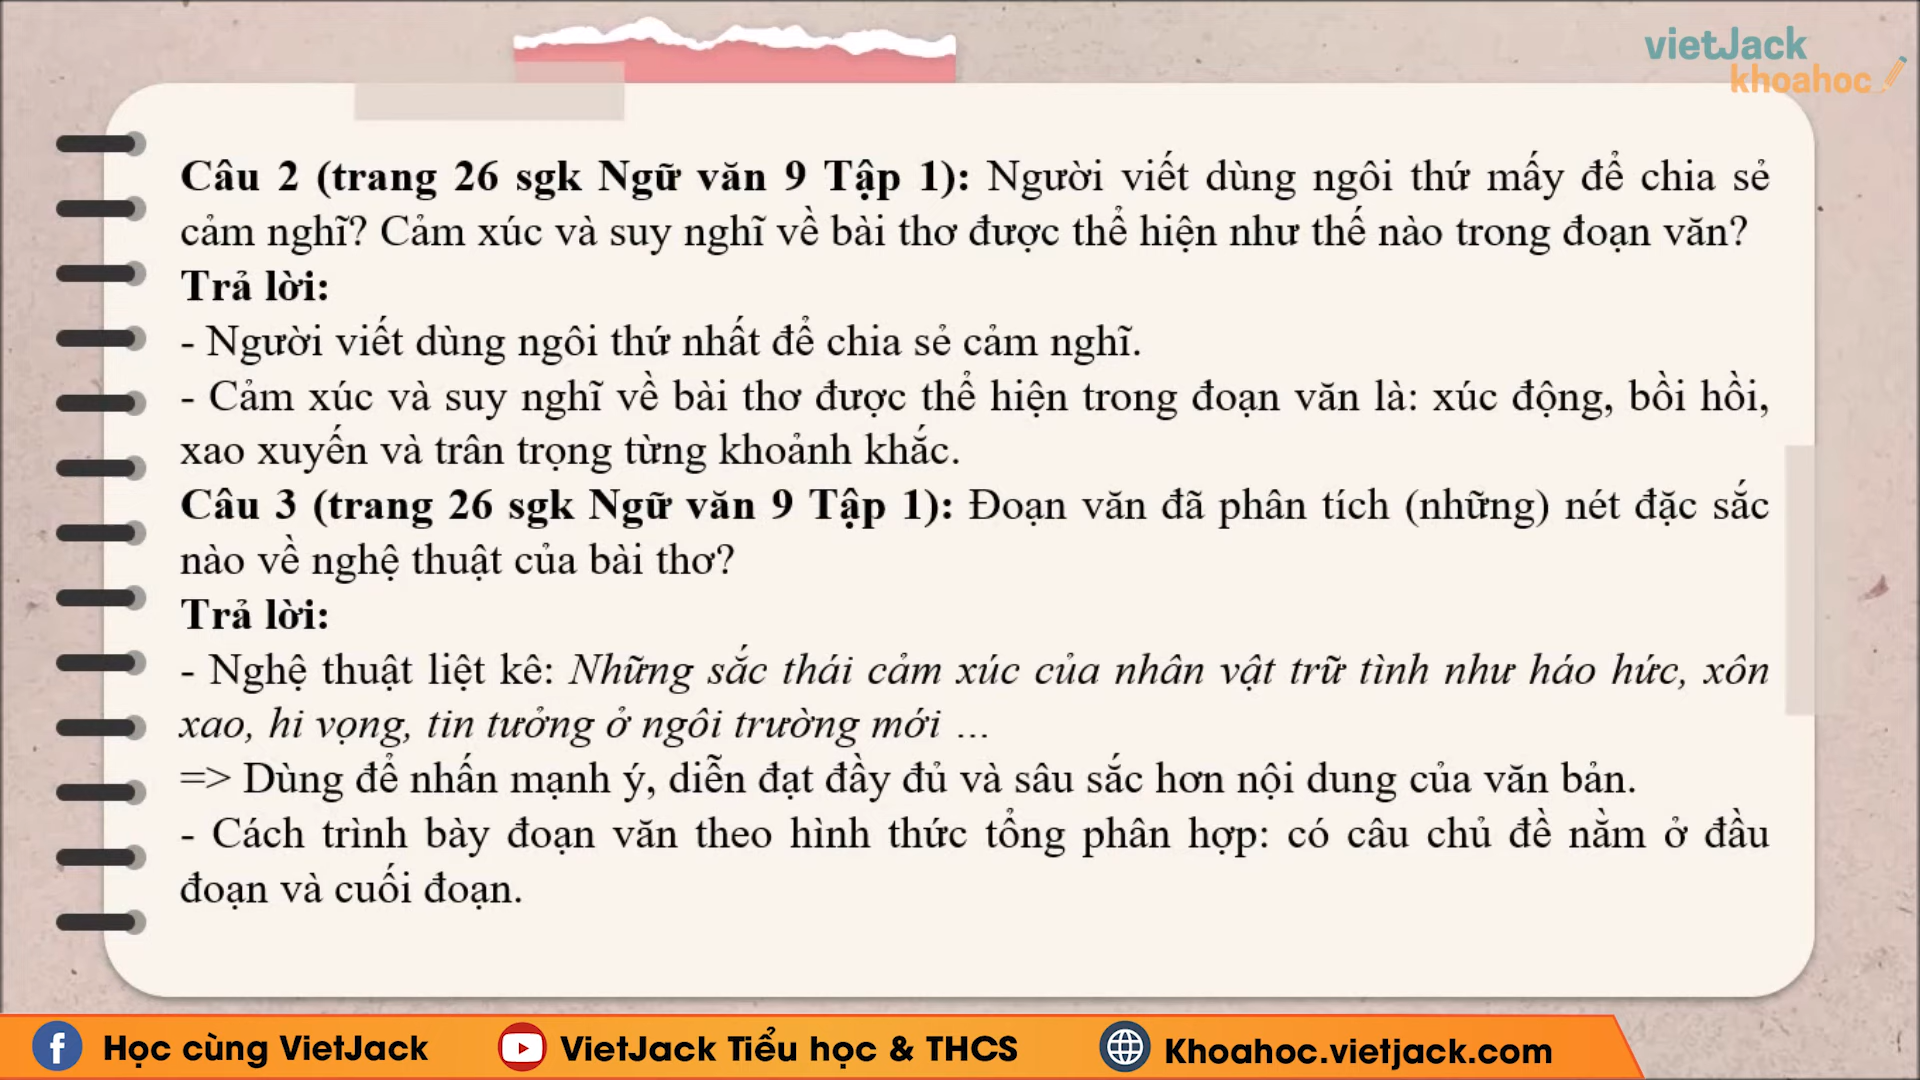 vietJack
khoahoc
Câu 2 (trang 26 sgk Ngữ văn 9 Tập 1): Người viết dùng ngôi thứ mấy để chia sẻ
cảm nghĩ? Cảm xúc và suy nghĩ về bài thơ được thể hiện như thế nào trong đoạn văn?
Trả lời:
- Người viết dùng ngôi thứ nhất để chia sẻ cảm nghĩ.
- Cảm xúc và suy nghĩ về bài thơ được thể hiện trong đoạn văn là: xúc động, bồi hồi,
xao xuyến và trân trọng từng khoảnh khắc.
Câu 3 (trang 26 sgk Ngữ văn 9 Tập 1): Đoạn văn đã phân tích (những) nét đặc sắc
nào về nghệ thuật của bài thơ?
Trả lời:
- Nghệ thuật liệt kê: Những sắc thái cảm xúc của nhân vật trữ tình như háo hức, xôn
xao, hi vọng, tin tưởng ở ngôi trường mới ...
=> Dùng để nhấn mạnh ý, diễn đạt đầy đủ và sâu sắc hơn nội dung của văn bản.
- Cách trình bày đoạn văn theo hình thức tổng phân hợp: có câu chủ đề nằm ở đầu
đoạn và cuối đoạn.
Học cùng VietJack
VietJack Tiểu học & THCS
Khoahoc.vietjack.com